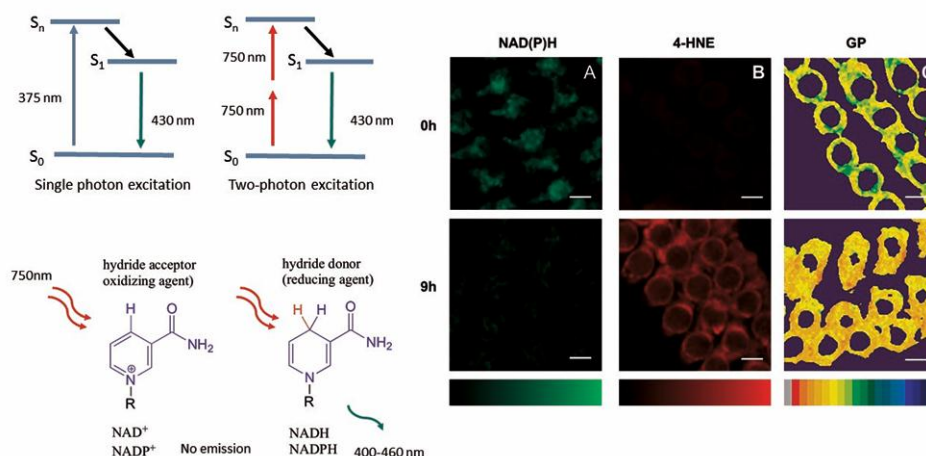 Sn
S1
375 nm
430 nm
S0
Single photon excitation
Sn
750 nm
S1
750 nm
430 nm
S0
Two-photon excitation
750nm
hydride acceptor
oxidizing agent)
H
O
NH2
N
+
R
NAD+
NADP+
No emission
hydride donor
(reducing agent)
H H
O
NH2
N
R
NADH
NADPH
400-460 nm
NAD(P)H
4-HNE
GP
A
B
0h
9h